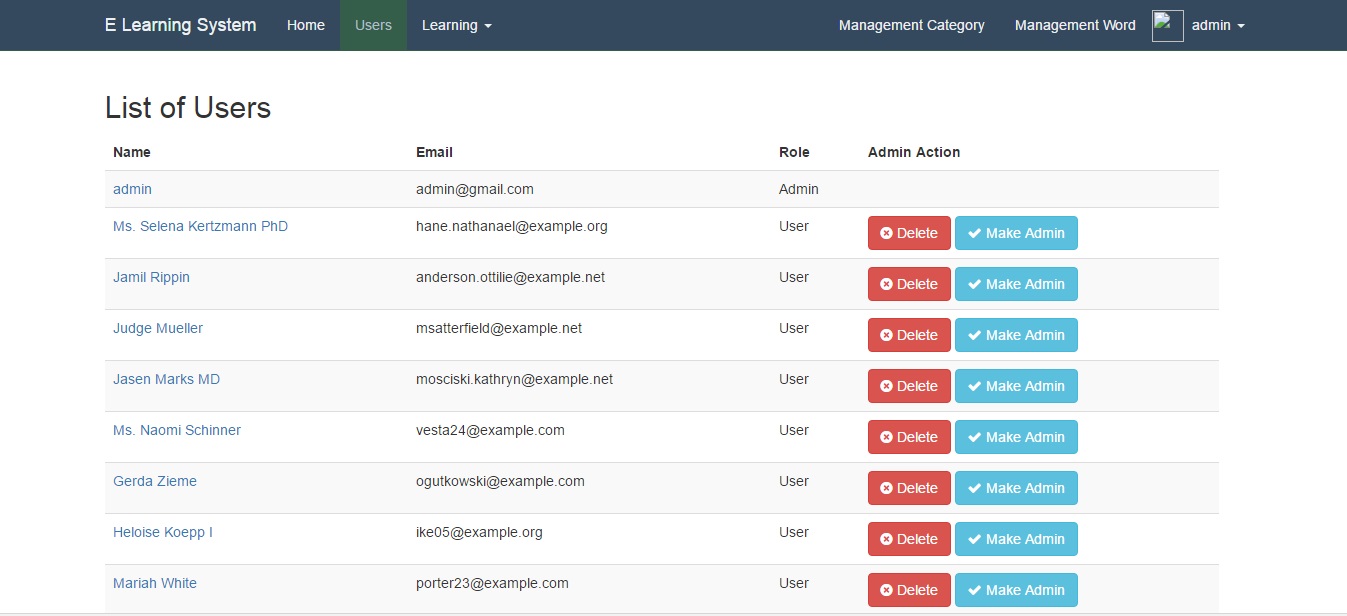 E Learning System Home Users Learning Management Category Management Word admin
List of Users
Name Email Role Admin Action
admin admin@gmail.com Admin
Ms. Selena Kertzmann PhD hane.nathanael@example.org User Delete Make Admin
Jamil Rippin anderson.ottilie@example.net User Delete Make Admin
Judge Mueller msatterfield@example.net User Delete Make Admin
Jasen Marks MD mosciski.kathryn@example.net User Delete Make Admin
Ms. Naomi Schinner vesta24@example.com User Delete Make Admin
Gerda Zieme ogutkowski@example.com User Delete Make Admin
Heloise Koepp I ike05@example.org User Delete Make Admin
Mariah White porter23@example.com User Delete Make Admin